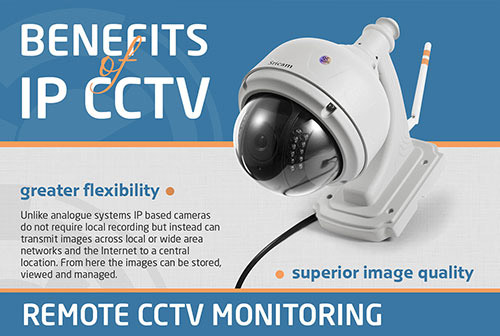 BENEFITS
of
IP CCTV
Sricam
greater flexibility
Unlike analogue systems IP based cameras
do not require local recording but instead can
transmit images across local or wide area
networks and the Internet to a central
location. From here the images can be stored,
viewed and managed.
superior image quality
REMOTE CCTV MONITORING